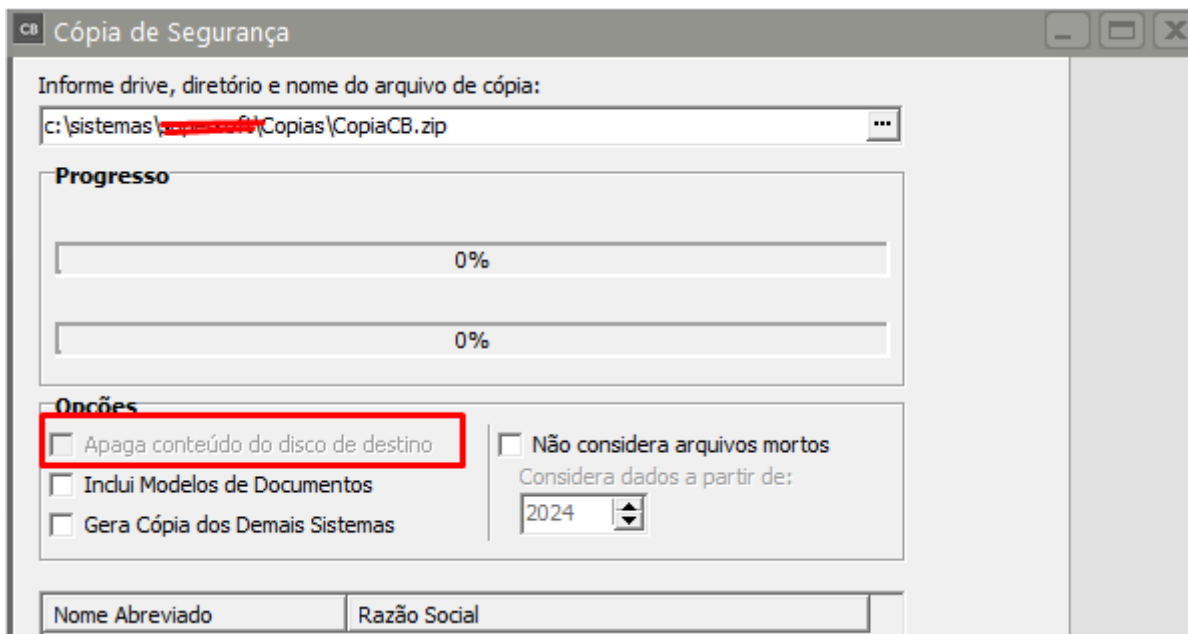 CB Cópia de Segurança
Informe drive, diretório e nome do arquivo de cópia:
c:\sistemas\ \Copias\CopiaCB.zip ...
Progresso
0%
0%
Opções
Apaga conteúdo do disco de destino
Inclui Modelos de Documentos
Gera Cópia dos Demais Sistemas
Não considera arquivos mortos
Considera dados a partir de:
2024
Nome Abreviado Razão Social